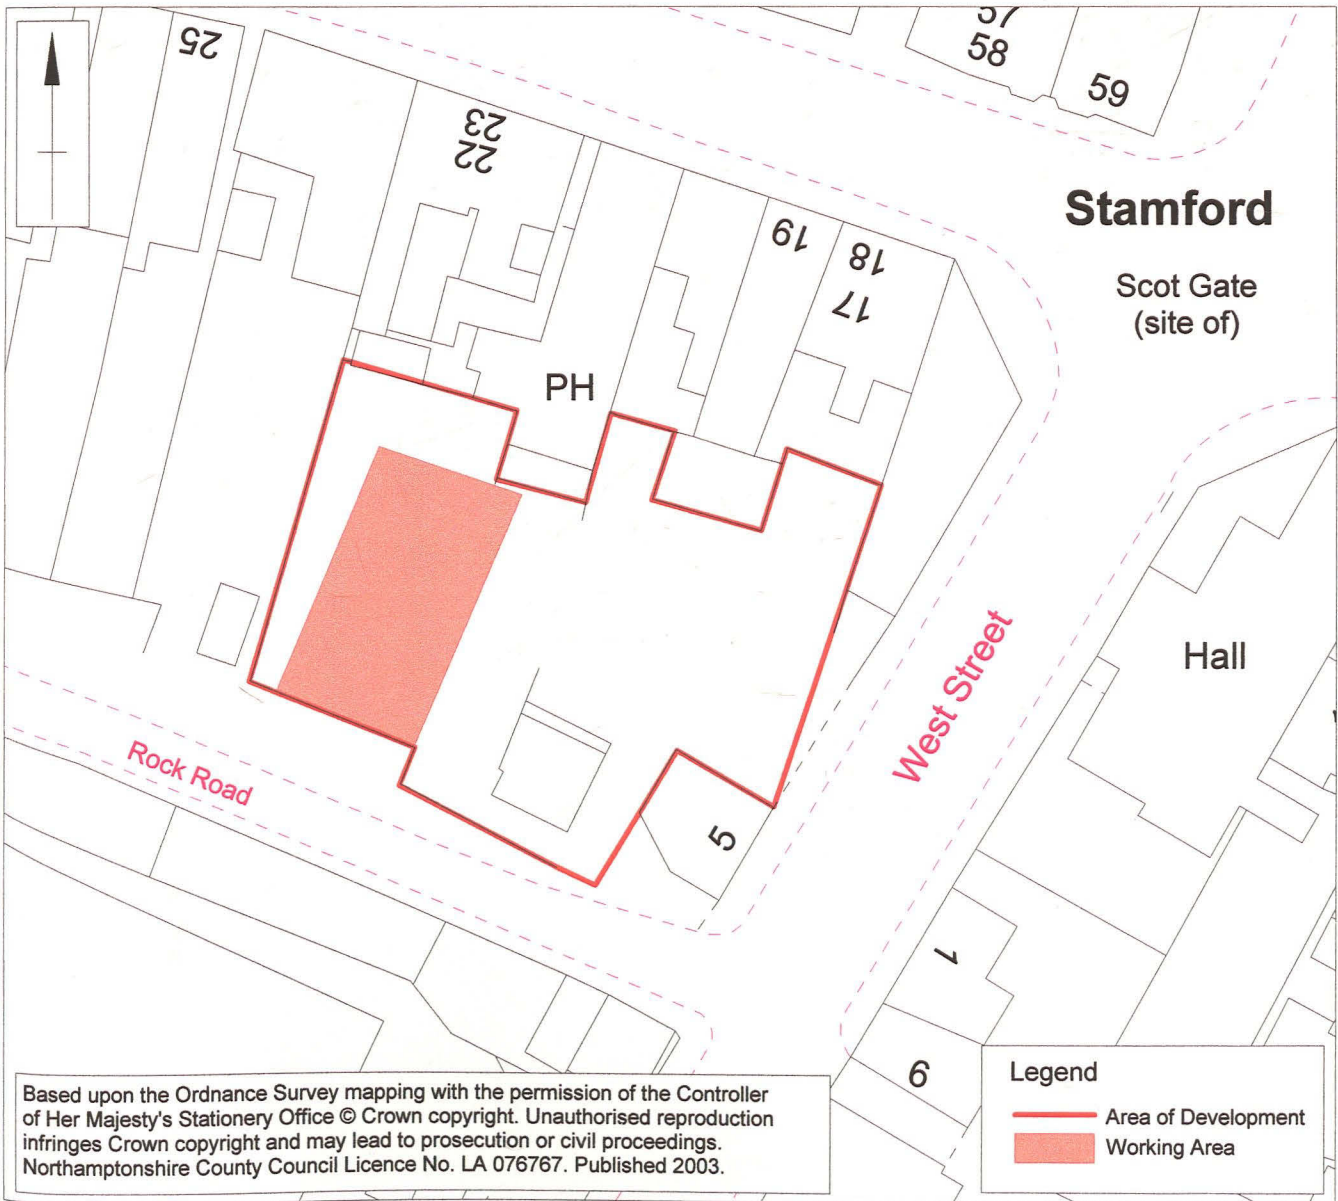 25
23
22
57
58
59
Stamford
Scot Gate
(site of)
19
18
17
PH
Hall
West Street
Rock Road
5
1
6
Legend
Area of Development
Working Area
Based upon the Ordnance Survey mapping with the permission of the Controller
of Her Majesty's Stationery Office © Crown copyright. Unauthorised reproduction
infringes Crown copyright and may lead to prosecution or civil proceedings.
Northamptonshire County Council Licence No. LA 076767. Published 2003.